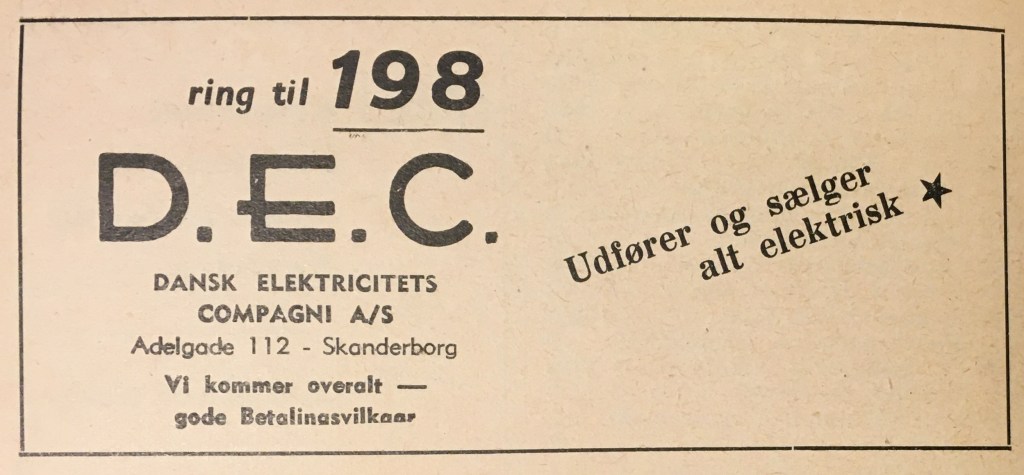 ring til 198
D.E.C.
DANSK ELEKTRICITETS
COMPAGNI A/S
Adelgade 112 - Skanderborg
Vi kommer overalt —
gode Betalingsvilkaar
Udfører og sælger
alt elektrisk ★